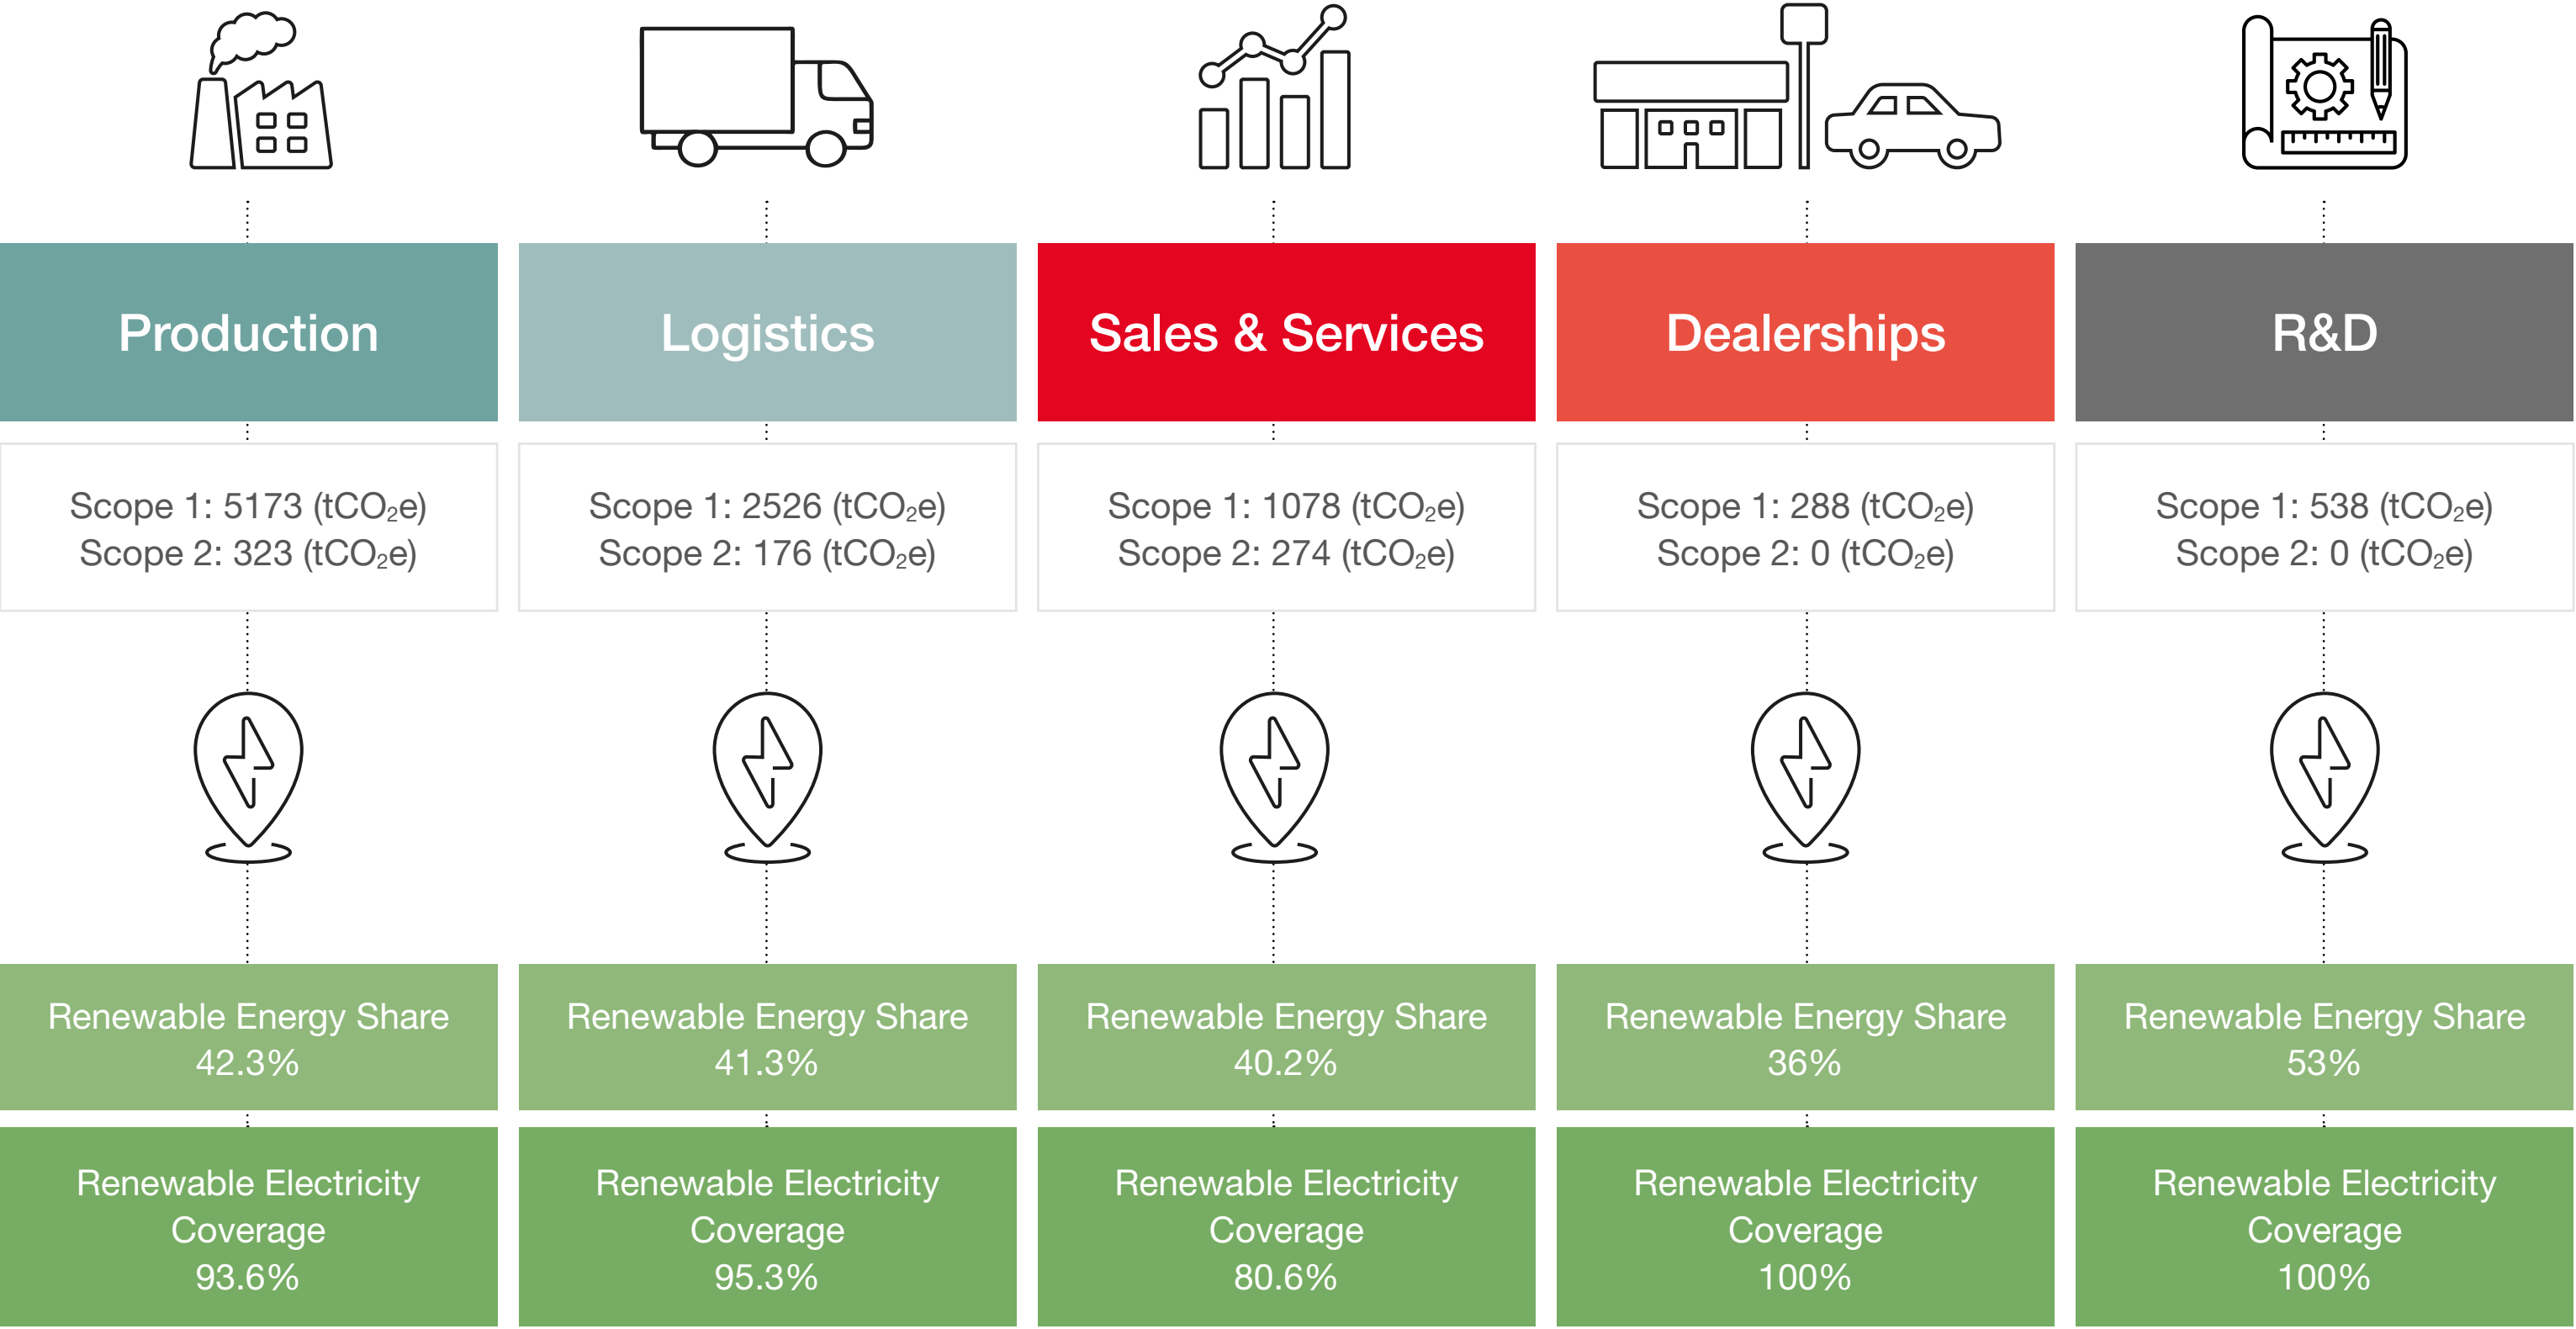 Production
Logistics
Sales & Services
Dealerships
R&D
Scope 1: 5173 (tCO₂e)
Scope 2: 323 (tCO₂e)
Scope 1: 2526 (tCO₂e)
Scope 2: 176 (tCO₂e)
Scope 1: 1078 (tCO₂e)
Scope 2: 274 (tCO₂e)
Scope 1: 288 (tCO₂e)
Scope 2: 0 (tCO₂e)
Scope 1: 538 (tCO₂e)
Scope 2: 0 (tCO₂e)
Renewable Energy Share
42.3%
Renewable Energy Share
41.3%
Renewable Energy Share
40.2%
Renewable Energy Share
36%
Renewable Energy Share
53%
Renewable Electricity
Coverage
93.6%
Renewable Electricity
Coverage
95.3%
Renewable Electricity
Coverage
80.6%
Renewable Electricity
Coverage
100%
Renewable Electricity
Coverage
100%